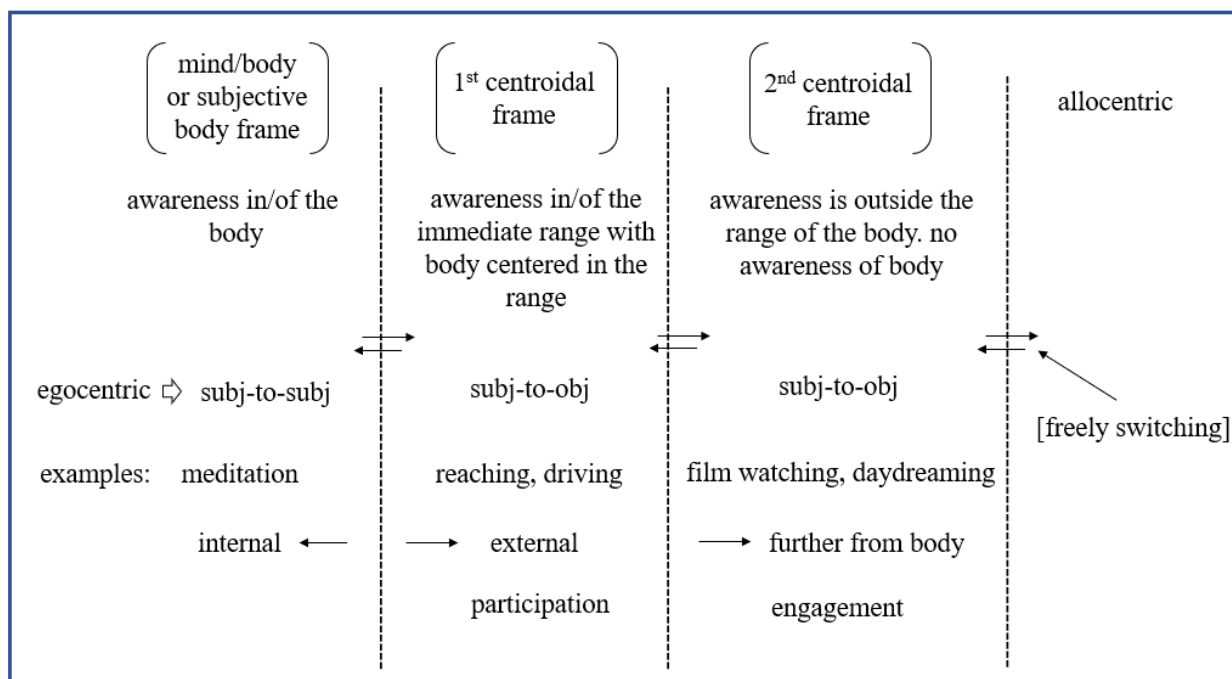 mind/body
or subjective
body frame
1st centroidal
frame
2nd centroidal
frame
allocentric
awareness in/of the
body
awareness in/of the
immediate range with
body centered in the
range
awareness is outside the
range of the body. no
awareness of body
egocentric ⇨ subj-to-subj
subj-to-obj
subj-to-obj
[freely switching]
examples: meditation
reaching, driving
film watching, daydreaming
internal
external
further from body
participation
engagement